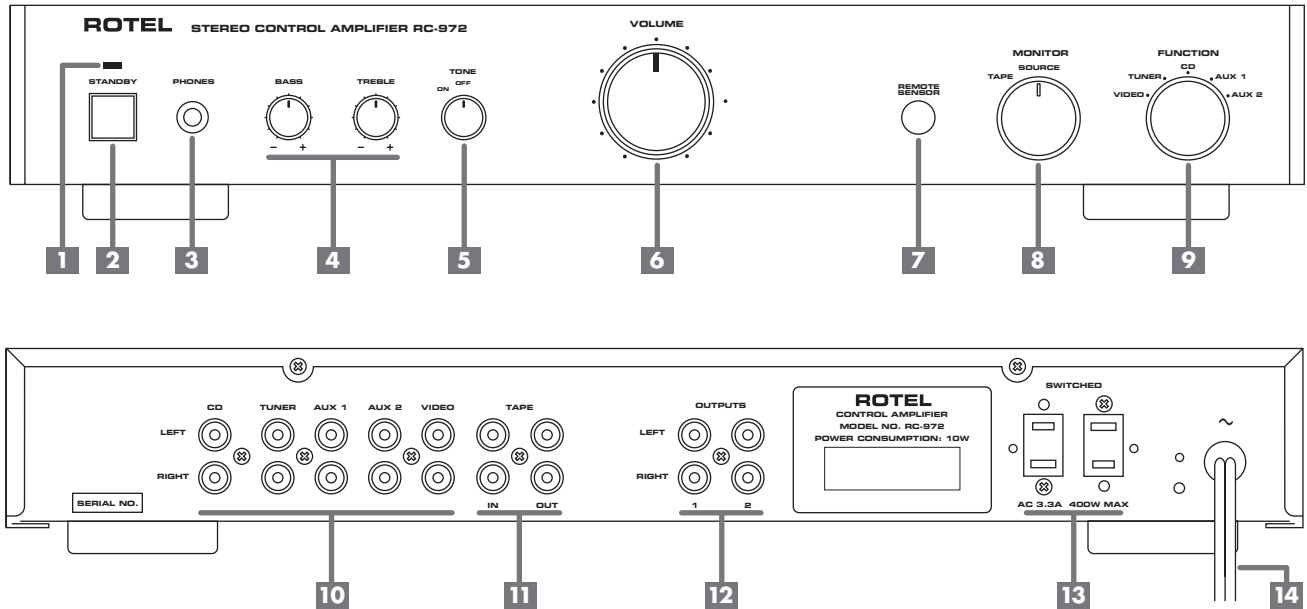 ROTEL STEREO CONTROL AMPLIFIER RC-972
VOLUME
STANDBY
PHONES
BASS
TREBLE
TONE
ON
OFF
REMOTE
SENSOR
MONITOR
TAPE
SOURCE
FUNCTION
VIDEO
TUNER
CD
AUX 1
AUX 2
– +
– +
1 2 3 4 5 6 7 8 9
CD TUNER AUX 1 AUX 2 VIDEO TAPE
LEFT
RIGHT
IN OUT
OUTPUTS
LEFT
RIGHT
1 2
SERIAL NO.
ROTEL
CONTROL AMPLIFIER
MODEL NO. RC-972
POWER CONSUMPTION: 10W
SWITCHED
AC 3.3A 400W MAX
~
10 11 12 13 14